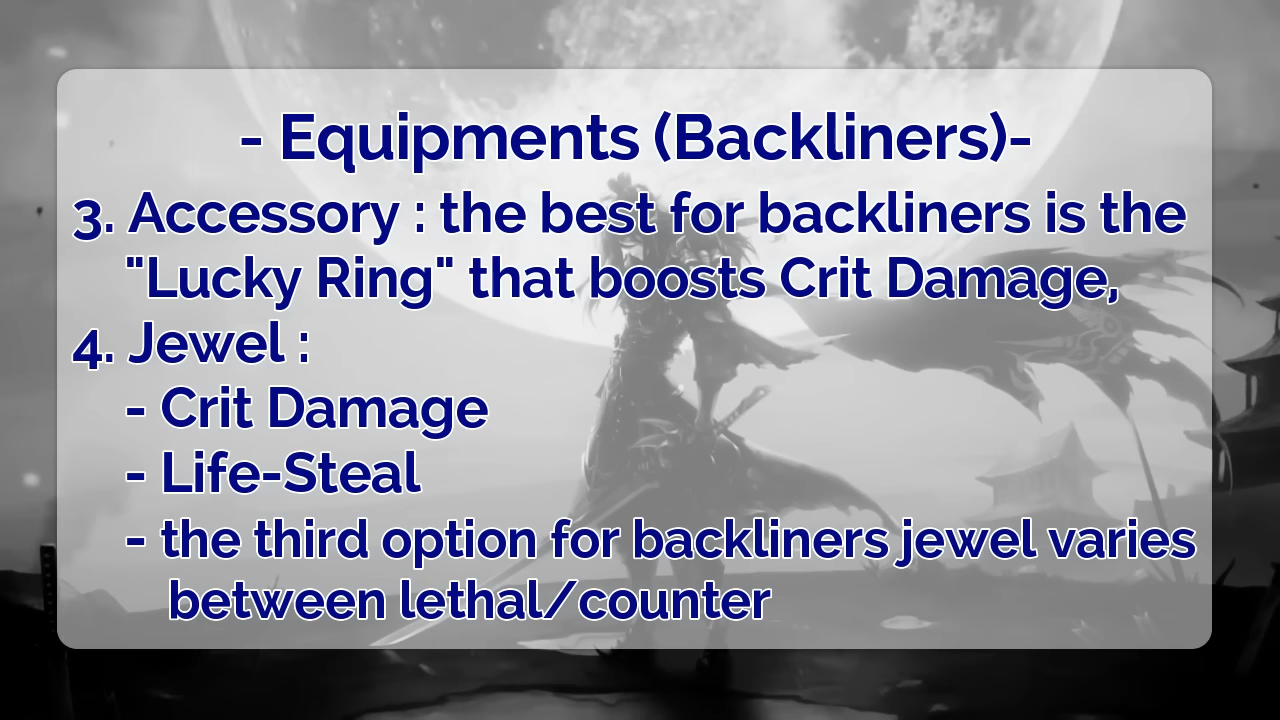 - Equipments (Backliners)-
3. Accessory : the best for backliners is the
"Lucky Ring" that boosts Crit Damage,
4. Jewel :
- Crit Damage
- Life-Steal
- the third option for backliners jewel varies
between lethal/counter